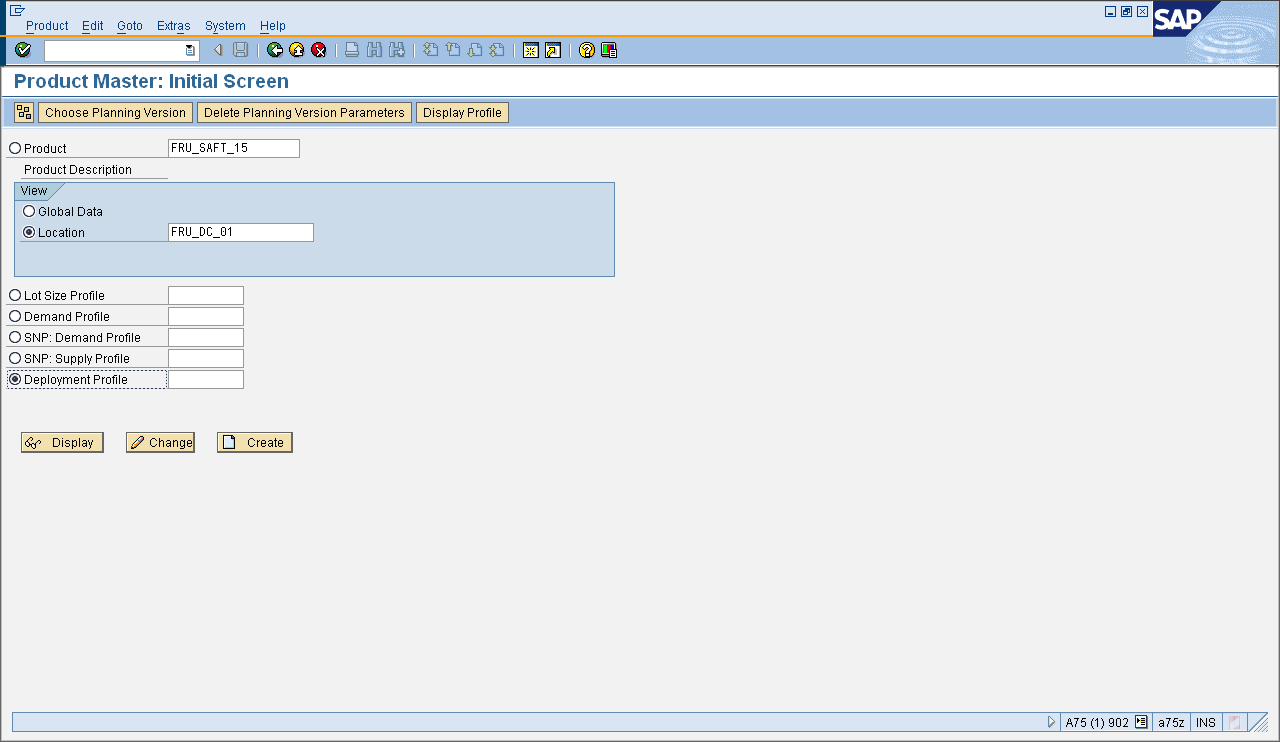 Product Edit Goto Extras System Help
SAP
Product Master: Initial Screen
Choose Planning Version Delete Planning Version Parameters Display Profile
Product FRU_SAFT_15
Product Description
View
Global Data
Location FRU_DC_01
Lot Size Profile
Demand Profile
SNP: Demand Profile
SNP: Supply Profile
Deployment Profile
Display Change Create
A75 (1) 902 a75z INS